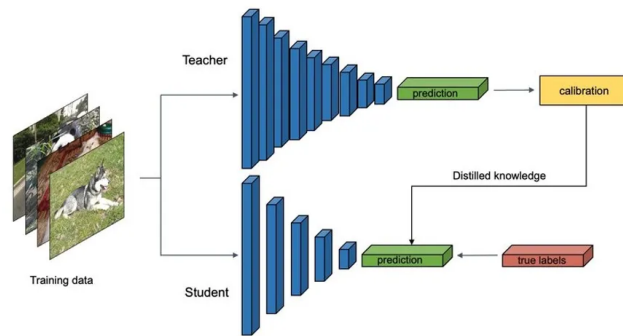 Teacher
prediction
calibration
Distilled knowledge
Training data
Student
prediction
true labels